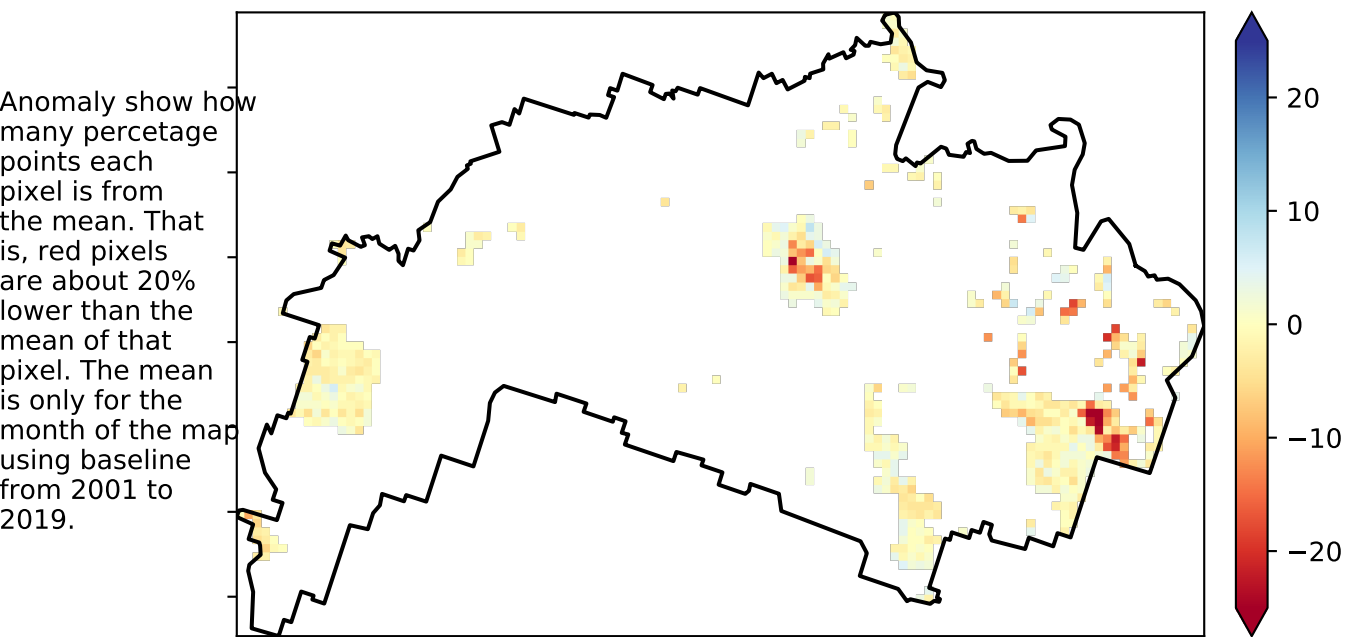 Anomaly show how
many percetage
points each
pixel is from
the mean. That
is, red pixels
are about 20%
lower than the
mean of that
pixel. The mean
is only for the
month of the map
using baseline
from 2001 to
2019.
20
10
0
−10
−20